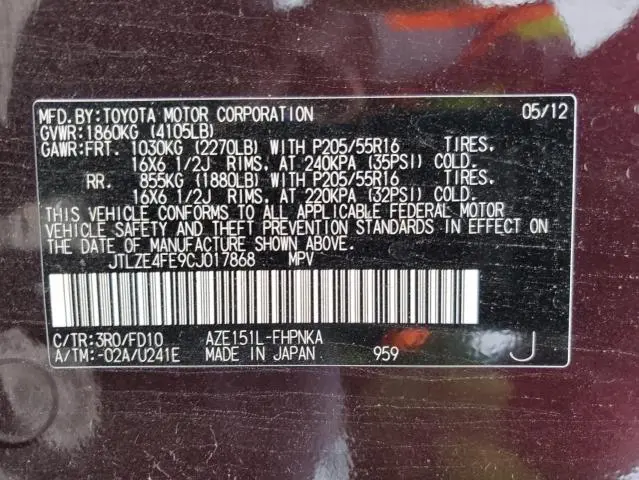 MFD.BY:TOYOTA MOTOR CORPORATION 05/12
GVWR:1860KG (4105LB)
GAWR:FRT. 1030KG (2270LB) WITH P205/55R16 TIRES.
16X6 1/2J RIMS. AT 240KPA (35PSI) COLD.
RR. 855KG (1880LB) WITH P205/55R16 TIRES.
16X6 1/2J RIMS. AT 220KPA (32PSI) COLD.
THIS VEHICLE CONFORMS TO ALL APPLICABLE FEDERAL MOTOR
VEHICLE SAFETY AND THEFT PREVENTION STANDARDS IN EFFECT ON
THE DATE OF MANUFACTURE SHOWN ABOVE.
JTLZE4FE9CJ017868 MPV
C/TR:3R0/FD10 AZE151L-FHPNKA
A/TM:-02A/U241E MADE IN JAPAN 959 J